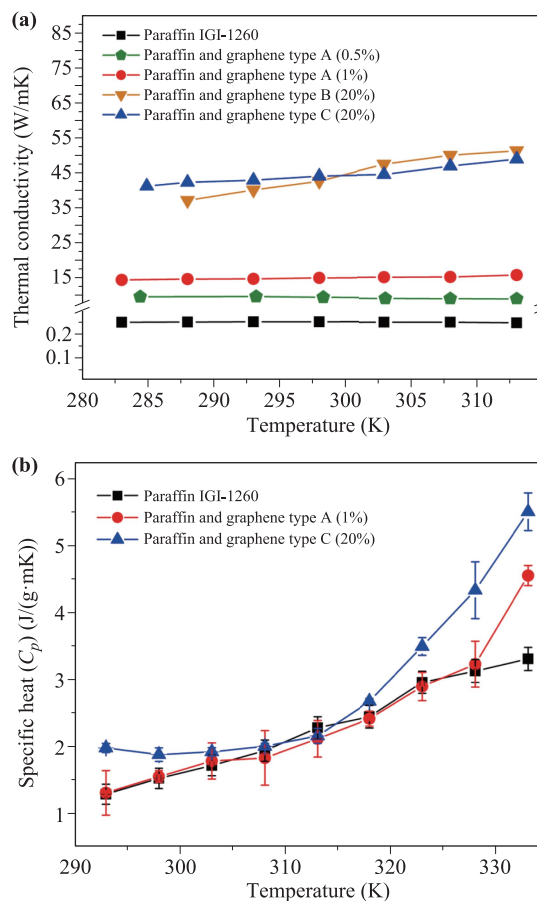 (a)
Paraffin IGI-1260
Paraffin and graphene type A (0.5%)
Paraffin and graphene type A (1%)
Paraffin and graphene type B (20%)
Paraffin and graphene type C (20%)
Thermal conductivity (W/mK)
85
75
65
55
45
35
15
0.2
0.1
280 285 290 295 300 305 310
Temperature (K)
(b)
Paraffin IGI-1260
Paraffin and graphene type A (1%)
Paraffin and graphene type C (20%)
Specific heat (Cp) (J/(g·mK))
6
5
4
3
2
1
290 300 310 320 330
Temperature (K)